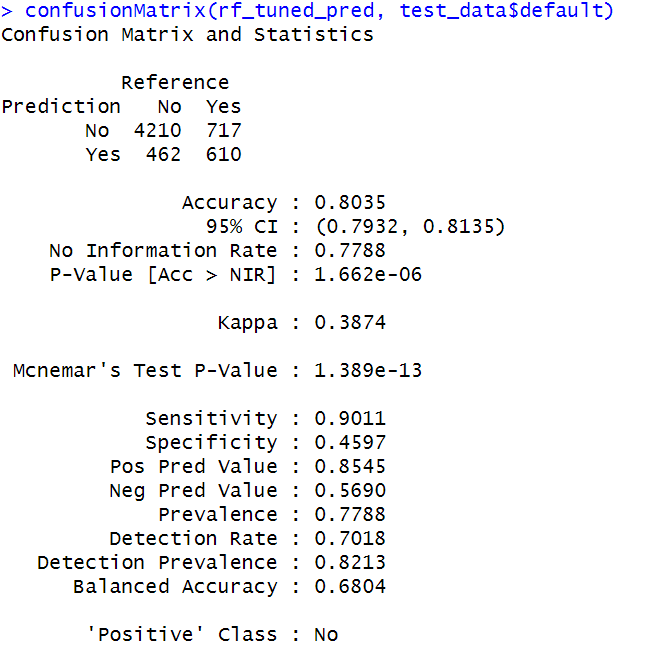 > confusionMatrix(rf_tuned_pred, test_data$default)
Confusion Matrix and Statistics
Reference
Prediction No Yes
No 4210 717
Yes 462 610
Accuracy : 0.8035
95% CI : (0.7932, 0.8135)
No Information Rate : 0.7788
P-Value [Acc > NIR] : 1.662e-06
Kappa : 0.3874
Mcnemar's Test P-Value : 1.389e-13
Sensitivity : 0.9011
Specificity : 0.4597
Pos Pred Value : 0.8545
Neg Pred Value : 0.5690
Prevalence : 0.7788
Detection Rate : 0.7018
Detection Prevalence : 0.8213
Balanced Accuracy : 0.6804
'Positive' Class : No